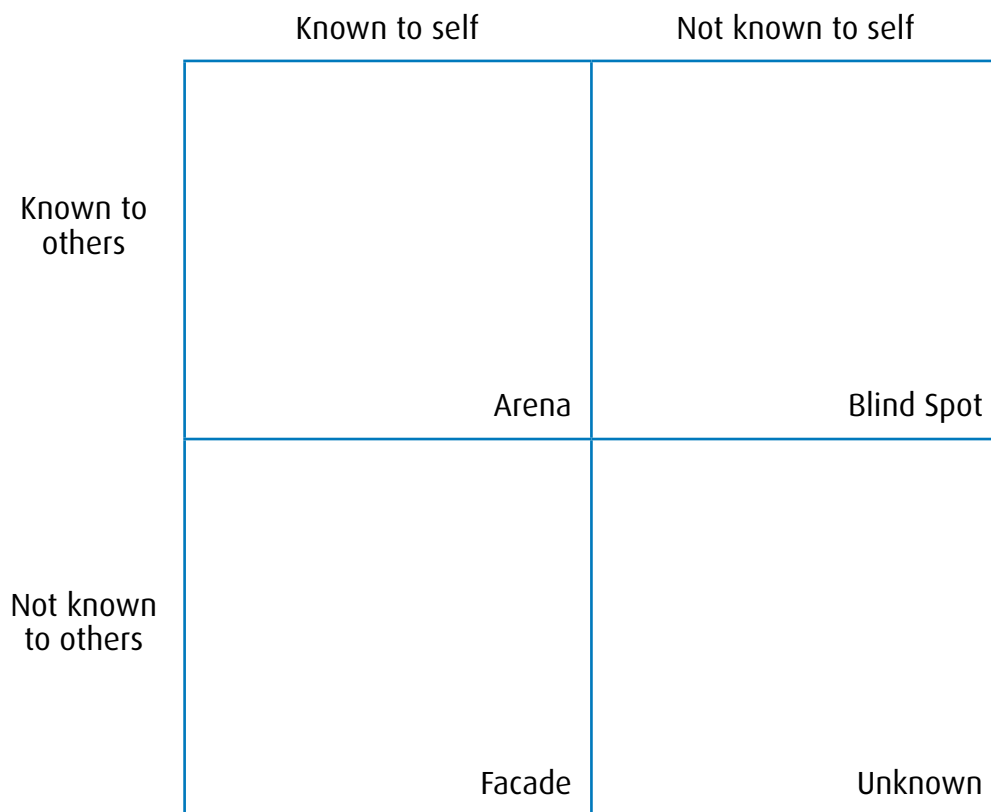 Known to self
Not known to self
Known to
others
Arena
Blind Spot
Not known
to others
Facade
Unknown